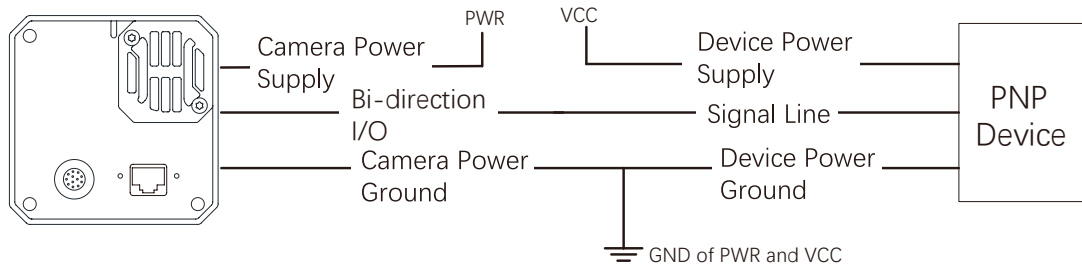 PWR
VCC
Camera Power
Supply
Device Power
Supply
Bi-direction
I/O
Signal Line
PNP
Device
Camera Power
Ground
Device Power
Ground
GND of PWR and VCC